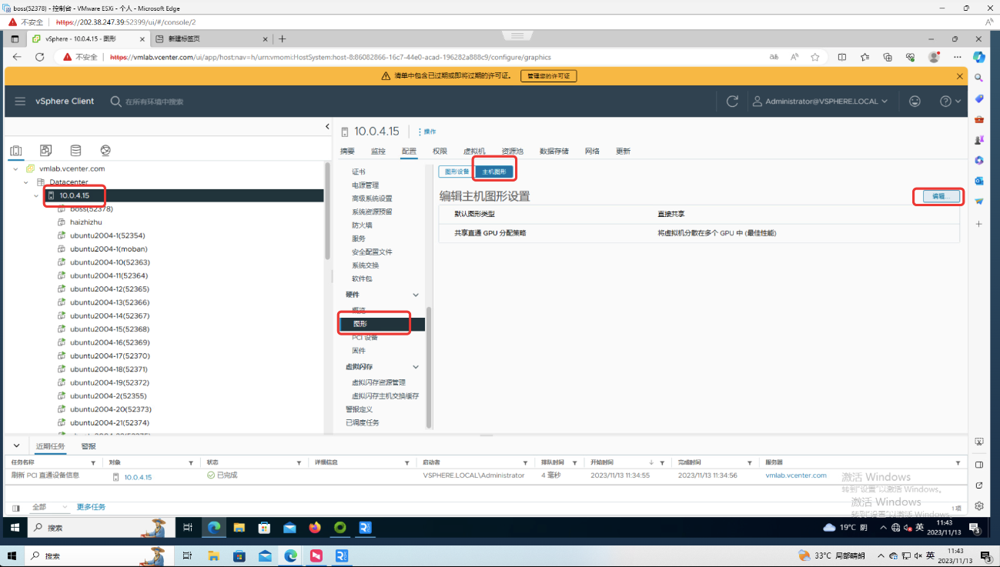 boss(52378) - 控制台 - VMware ESXi - 个人 - Microsoft Edge
不安全 https://202.38.247.39:52399/ui/#/console/2
vSphere - 10.0.4.15 - 图形
新建标签页
不安全 https://vmlab.vcenter.com/ui/app/host:nav=h/urn:vmomi:HostSystem:host-8:86082866-16c7-44e0-acad-196282a888c9/configure/graphics
清单中包含已过期或即将过期的许可证。 管理您的许可证
vSphere Client
在所有环境中搜索
Administrator@VSPHERE.LOCAL
vmlab.vcenter.com
Datacenter
10.0.4.15
boss(52378)
haizhizhu
ubuntu2004-1(52354)
ubuntu2004-1(moban)
ubuntu2004-10(52363)
ubuntu2004-11(52364)
ubuntu2004-12(52365)
ubuntu2004-13(52366)
ubuntu2004-14(52367)
ubuntu2004-15(52368)
ubuntu2004-16(52369)
ubuntu2004-17(52370)
ubuntu2004-18(52371)
ubuntu2004-19(52372)
ubuntu2004-2(52355)
ubuntu2004-20(52373)
ubuntu2004-21(52374)
10.0.4.15
操作
摘要 监控 配置 权限 虚拟机 资源池 数据存储 网络 更新
证书
电源管理
高级系统设置
系统资源预留
防火墙
服务
安全配置文件
系统交换
软件包
硬件
概览
图形
PCI 设备
固件
虚拟闪存
虚拟闪存资源管理
虚拟闪存主机交换缓存
警报定义
已调度任务
图形设备 主机图形
编辑主机图形设置
编辑...
默认图形类型 直接共享
共享直通 GPU 分配策略 将虚拟机分散在多个 GPU 中 (最佳性能)
近期任务 警报
任务名称 对象 状态 详细信息 启动者 排队时间 开始时间 完成时间 服务器
刷新 PCI 直通设备信息 10.0.4.15 已完成 VSPHERE.LOCAL\Administrator 4 毫秒 2023/11/13 11:34:55 2023/11/13 11:34:56 vmlab.vcenter.com
激活 Windows
转到"设置"以激活 Windows。
激活 Windows
转到"设置"以激活 Windows。
全部 更多任务
1 项
搜索
19°C 阴
英
11:43
2023/11/13
3
搜索
33°C 局部晴朗
英
11:43
2023/11/13
3